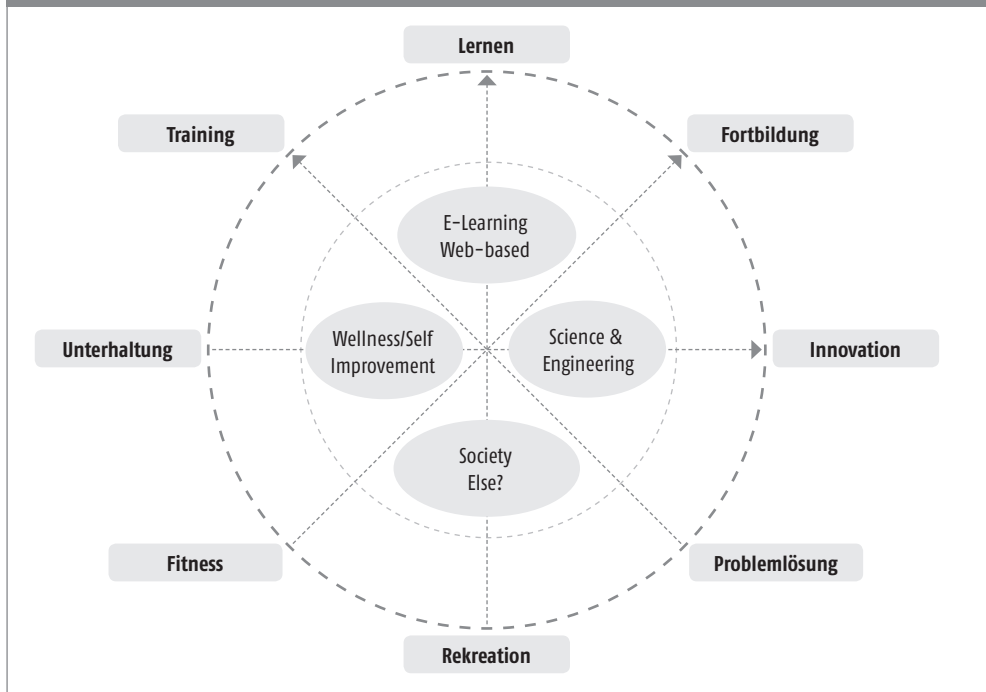 Lernen
Training
Fortbildung
E-Learning
Web-based
Unterhaltung
Wellness/Self
Improvement
Science &
Engineering
Innovation
Society
Else?
Fitness
Problemlösung
Rekreation